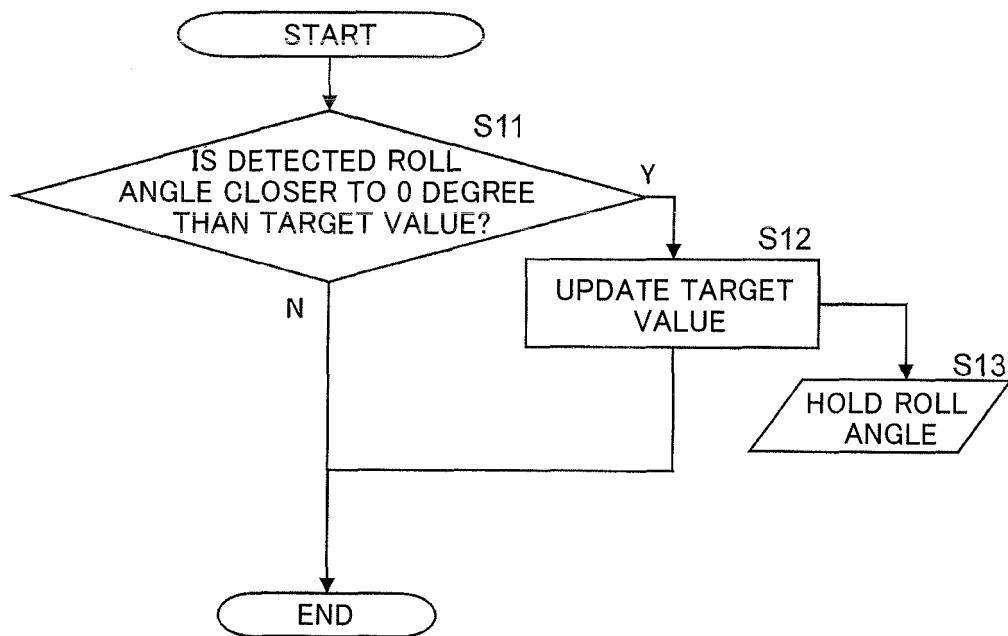 START
S11
IS DETECTED ROLL
ANGLE CLOSER TO 0 DEGREE
THAN TARGET VALUE?
Y
N
S12
UPDATE TARGET
VALUE
S13
HOLD ROLL
ANGLE
END